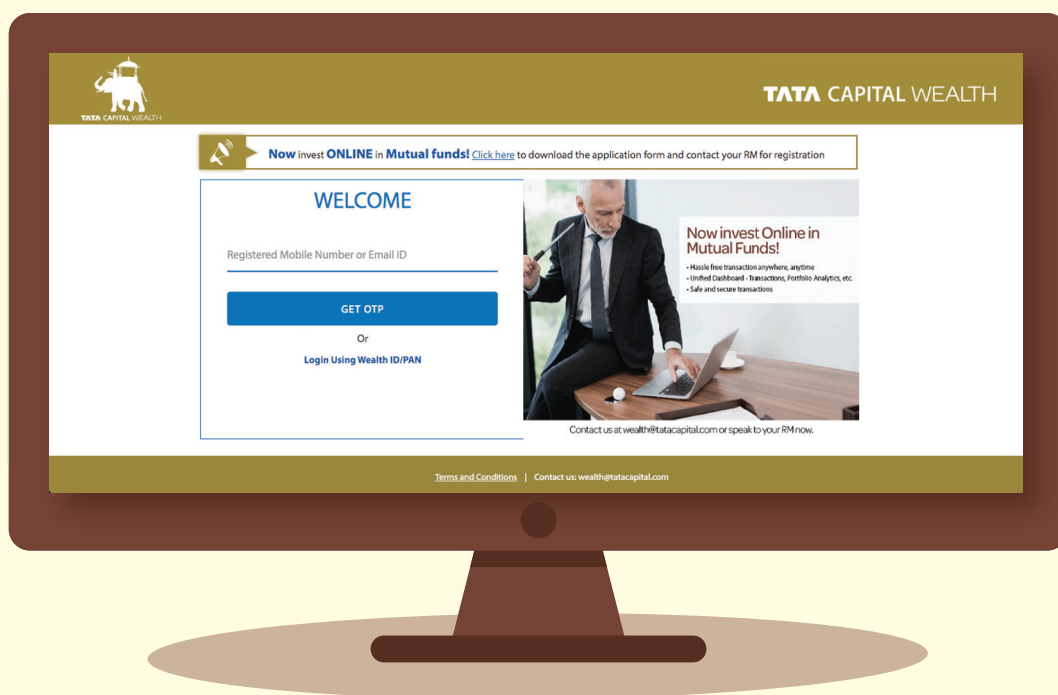 TATA CAPITAL WEALTH
TATA CAPITAL WEALTH
Now invest ONLINE in Mutual funds! Click here to download the application form and contact your RM for registration
WELCOME
Registered Mobile Number or Email ID
GET OTP
Or
Login Using Wealth ID/PAN
Now invest Online in
Mutual Funds!
• Hassle free transaction anywhere, anytime
• Unified Dashboard - Transactions, Portfolio Analytics, etc.
• Safe and secure transactions
Contact us at wealth@tatacapital.com or speak to your RM now.
Terms and Conditions | Contact us: wealth@tatacapital.com